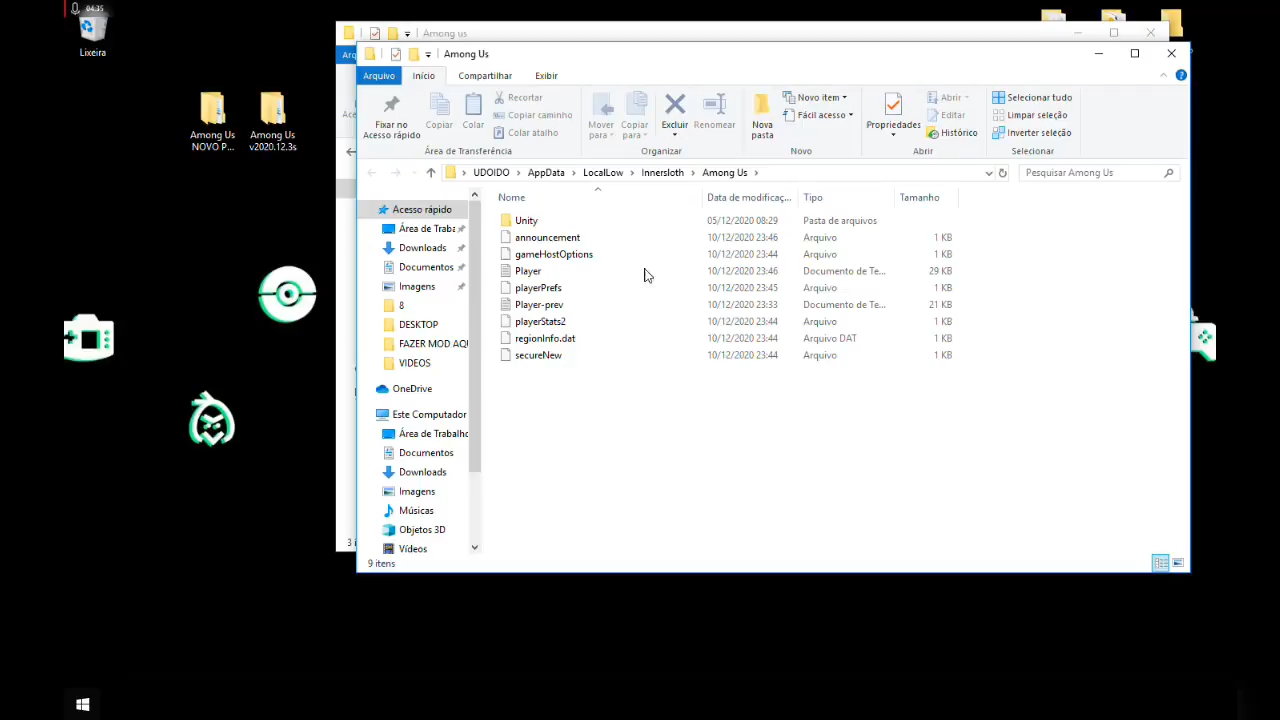 04:35
Lixeira
Among Us
NOVO P...
Among Us
v2020.12.3s
Among us
Among Us
Arquivo
Início
Compartilhar
Exibir
Fixar no
Acesso rápido
Copiar
Colar
Recortar
Copiar caminho
Colar atalho
Área de Transferência
Mover
para
Copiar
para
Excluir
Renomear
Organizar
Nova
pasta
Novo item
Fácil acesso
Novo
Propriedades
Abrir
Editar
Histórico
Abrir
Selecionar tudo
Limpar seleção
Inverter seleção
Selecionar
UDOIDO > AppData > LocalLow > Innersloth > Among Us >
Pesquisar Among Us
Nome Data de modificaç... Tipo Tamanho
Unity 05/12/2020 08:29 Pasta de arquivos
announcement 10/12/2020 23:46 Arquivo 1 KB
gameHostOptions 10/12/2020 23:44 Arquivo 1 KB
Player 10/12/2020 23:46 Documento de Te... 29 KB
playerPrefs 10/12/2020 23:45 Arquivo 1 KB
Player-prev 10/12/2020 23:33 Documento de Te... 21 KB
playerStats2 10/12/2020 23:44 Arquivo 1 KB
regionInfo.dat 10/12/2020 23:44 Arquivo DAT 1 KB
secureNew 10/12/2020 23:44 Arquivo 1 KB
Acesso rápido
Área de Traba
Downloads
Documentos
Imagens
8
DESKTOP
FAZER MOD AQU
VIDEOS
OneDrive
Este Computador
Área de Trabalho
Documentos
Downloads
Imagens
Músicas
Objetos 3D
Vídeos
9 itens